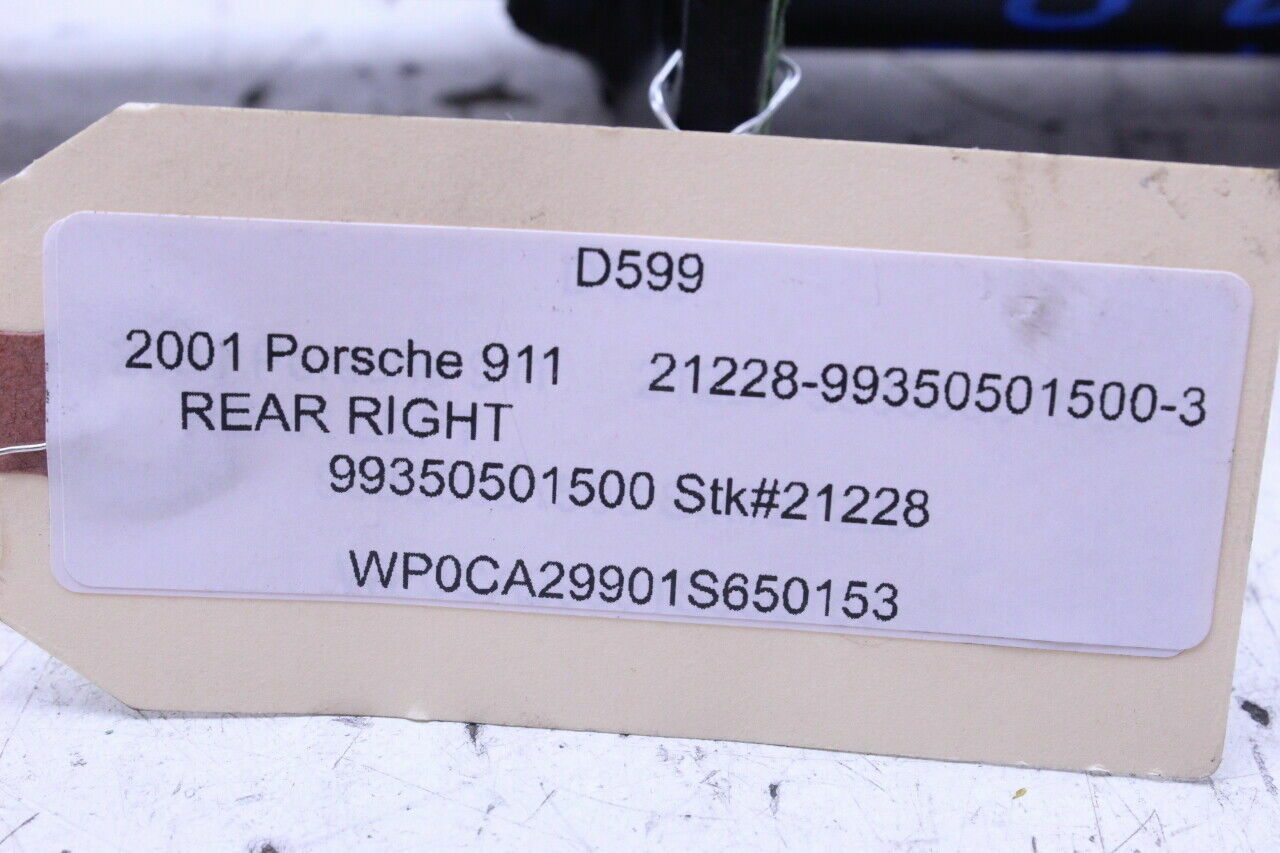 D599
2001 Porsche 911 21228-99350501500-3
REAR RIGHT
99350501500 Stk#21228
WP0CA29901S650153